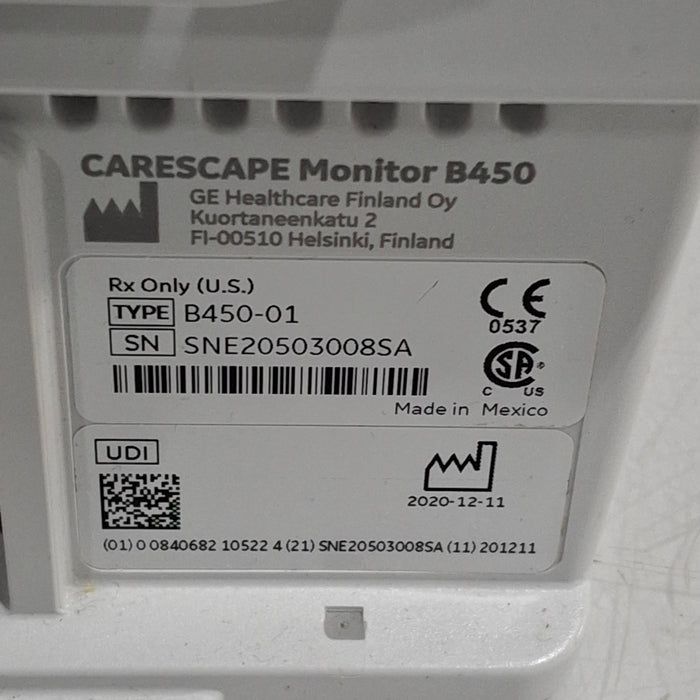 CARESCAPE Monitor B450
GE Healthcare Finland Oy
Kuortaneenkatu 2
FI-00510 Helsinki, Finland
Rx Only (U.S.)
TYPE B450-01
SN SNE20503008SA
CE
0537
SA
C US
Made in Mexico
UDI
2020-12-11
(01) 0 0840682 10522 4 (21) SNE20503008SA (11) 201211